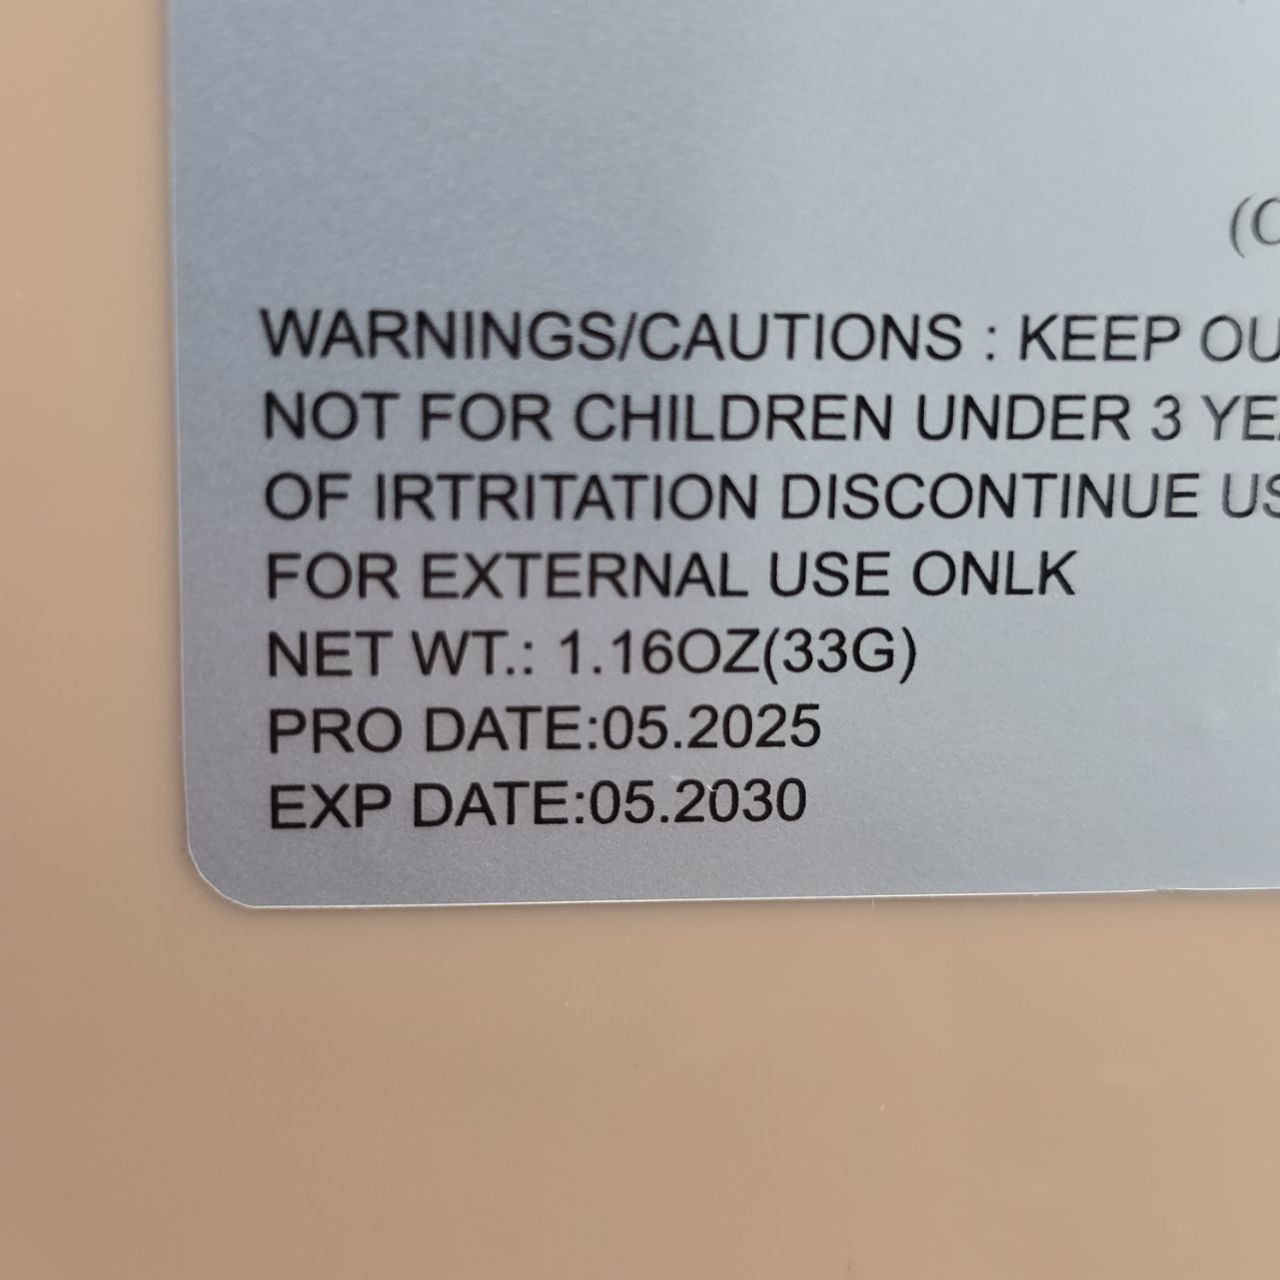 (C
WARNINGS/CAUTIONS : KEEP OU
NOT FOR CHILDREN UNDER 3 YEA
OF IRTRITATION DISCONTINUE US
FOR EXTERNAL USE ONLK
NET WT.: 1.16OZ(33G)
PRO DATE:05.2025
EXP DATE:05.2030